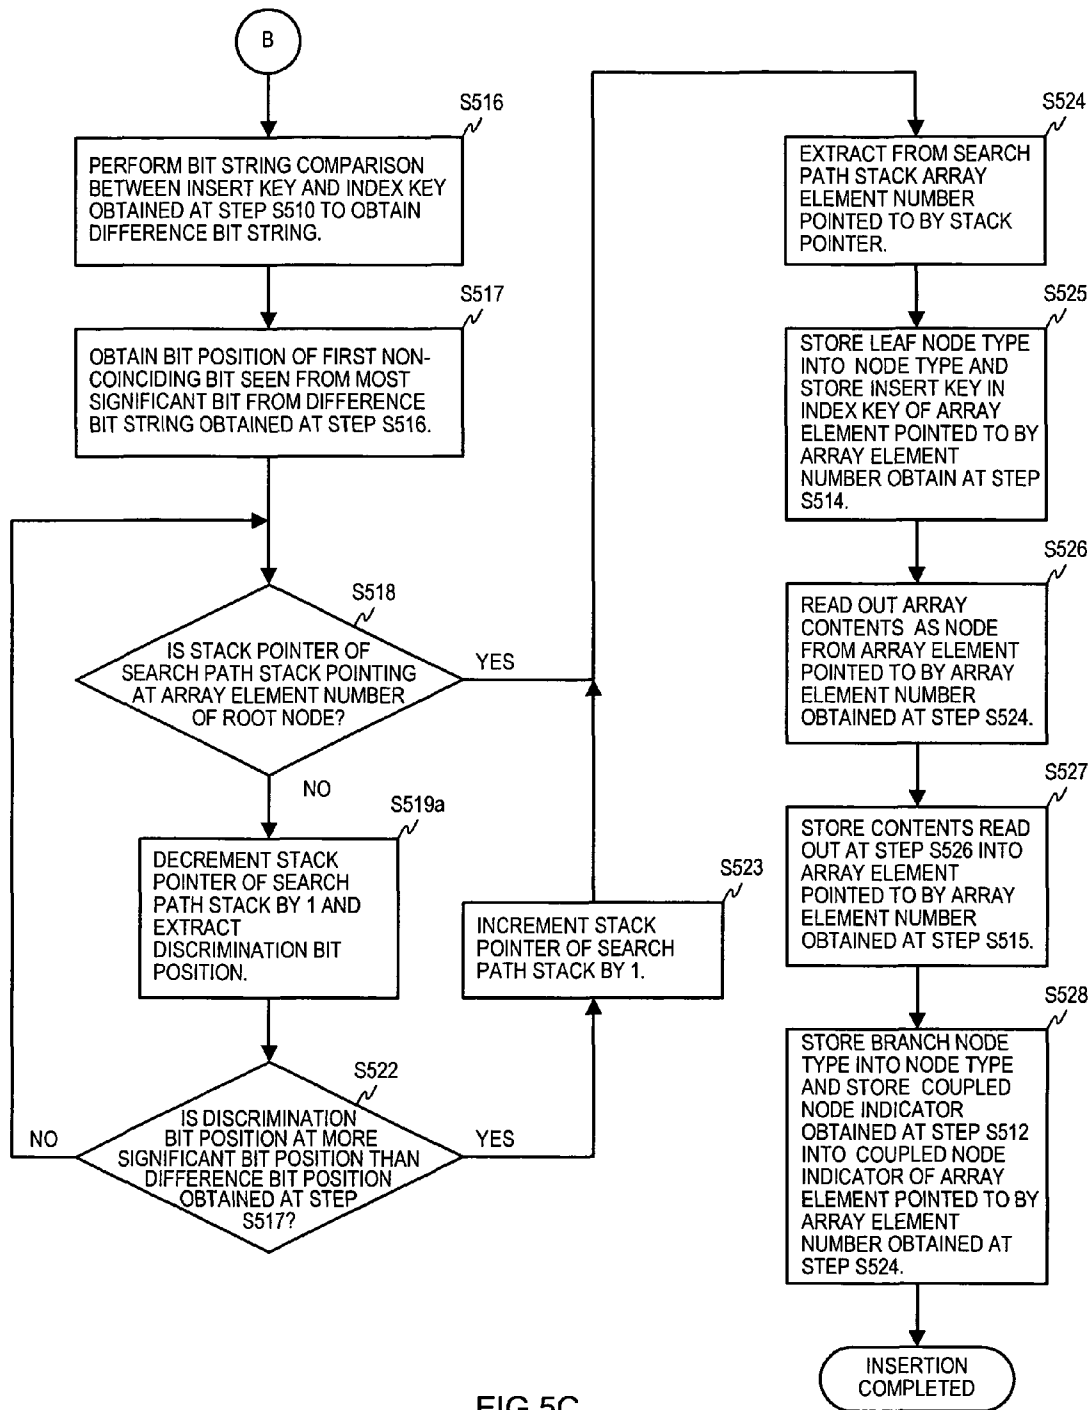 B
S516
PERFORM BIT STRING COMPARISON
BETWEEN INSERT KEY AND INDEX KEY
OBTAINED AT STEP S510 TO OBTAIN
DIFFERENCE BIT STRING.
S517
OBTAIN BIT POSITION OF FIRST NON-
COINCIDING BIT SEEN FROM MOST
SIGNIFICANT BIT FROM DIFFERENCE
BIT STRING OBTAINED AT STEP S516.
S518
IS STACK POINTER OF
SEARCH PATH STACK POINTING
AT ARRAY ELEMENT NUMBER
OF ROOT NODE?
YES
NO
S519a
DECREMENT STACK
POINTER OF SEARCH
PATH STACK BY 1 AND
EXTRACT
DISCRIMINATION BIT
POSITION.
S522
IS DISCRIMINATION
BIT POSITION AT MORE
SIGNIFICANT BIT POSITION THAN
DIFFERENCE BIT POSITION
OBTAINED AT STEP
S517?
NO
YES
S523
INCREMENT STACK
POINTER OF SEARCH
PATH STACK BY 1.
S524
EXTRACT FROM SEARCH
PATH STACK ARRAY
ELEMENT NUMBER
POINTED TO BY STACK
POINTER.
S525
STORE LEAF NODE TYPE
INTO NODE TYPE AND
STORE INSERT KEY IN
INDEX KEY OF ARRAY
ELEMENT POINTED TO BY
ARRAY ELEMENT
NUMBER OBTAIN AT STEP
S514.
S526
READ OUT ARRAY
CONTENTS AS NODE
FROM ARRAY ELEMENT
POINTED TO BY ARRAY
ELEMENT NUMBER
OBTAINED AT STEP S524.
S527
STORE CONTENTS READ
OUT AT STEP S526 INTO
ARRAY ELEMENT
POINTED TO BY ARRAY
ELEMENT NUMBER
OBTAINED AT STEP S515.
S528
STORE BRANCH NODE
TYPE INTO NODE TYPE
AND STORE COUPLED
NODE INDICATOR
OBTAINED AT STEP S512
INTO COUPLED NODE
INDICATOR OF ARRAY
ELEMENT POINTED TO BY
ARRAY ELEMENT
NUMBER OBTAINED AT
STEP S524.
INSERTION
COMPLETED
FIG.5C